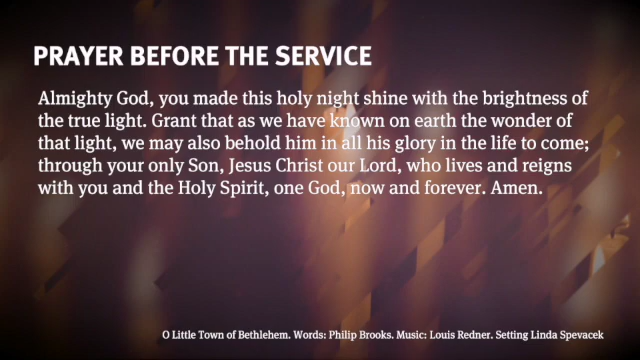 PRAYER BEFORE THE SERVICE
Almighty God, you made this holy night shine with the brightness of
the true light. Grant that as we have known on earth the wonder of
that light, we may also behold him in all his glory in the life to come;
through your only Son, Jesus Christ our Lord, who lives and reigns
with you and the Holy Spirit, one God, now and forever. Amen.
O Little Town of Bethlehem. Words: Philip Brooks. Music: Louis Redner. Setting Linda Spevacek